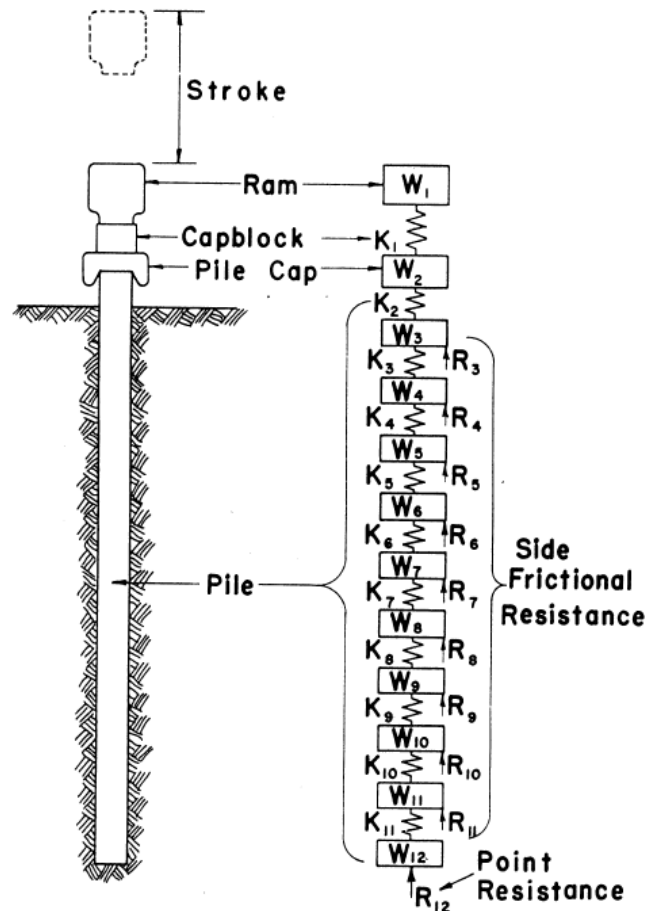 Stroke
Ram
W₁
Capblock
K₁
Pile Cap
W₂
K₂
W₃
K₃
R₃
W₄
K₄
R₄
W₅
K₅
R₅
W₆
K₆
R₆
Side
Frictional
Resistance
Pile
W₇
K₇
R₇
W₈
K₈
R₈
W₉
K₉
R₉
W₁₀
K₁₀
R₁₀
W₁₁
K₁₁
R₁₁
W₁₂
Point
Resistance
R₁₂